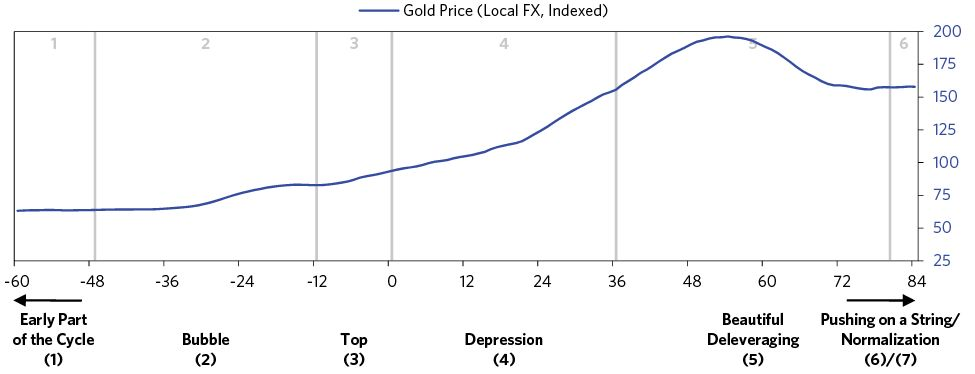 Gold Price (Local FX, Indexed)
1 2 3 4 5 6
200
175
150
125
100
75
50
25
-60 -48 -36 -24 -12 0 12 24 36 48 60 72 84
Early Part
of the Cycle
(1)
Bubble
(2)
Top
(3)
Depression
(4)
Beautiful
Deleveraging
(5)
Pushing on a String/
Normalization
(6)/(7)